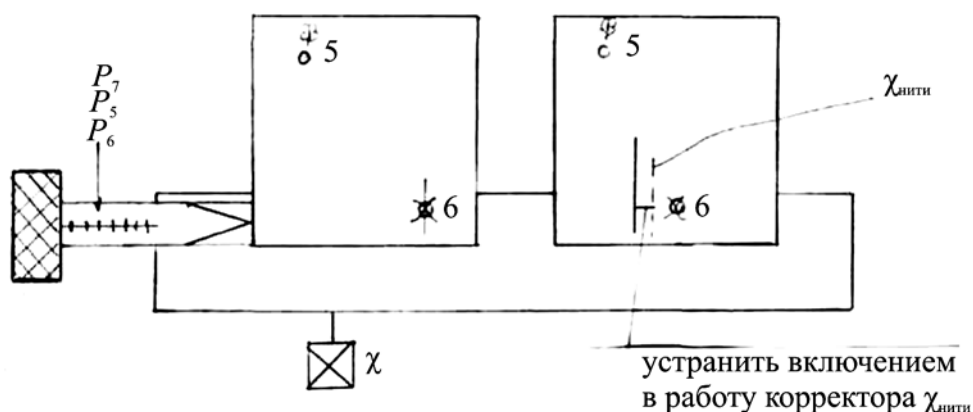 5
5
P₇
P₅
P₆
χнити
6
6
χ
устранить включением
в работу корректора χнити